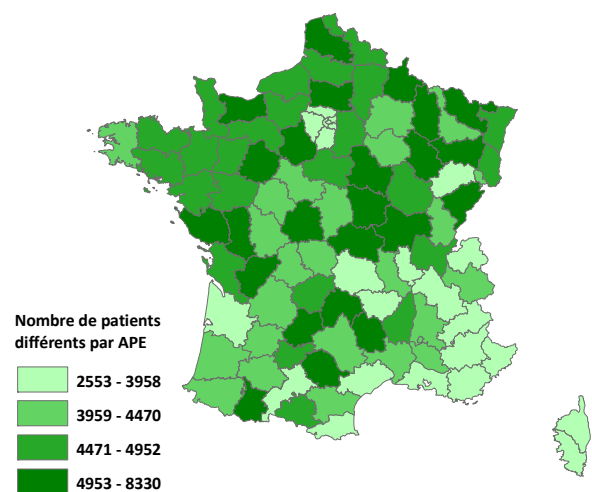 Nombre de patients
différents par APE
2553 - 3958
3959 - 4470
4471 - 4952
4953 - 8330